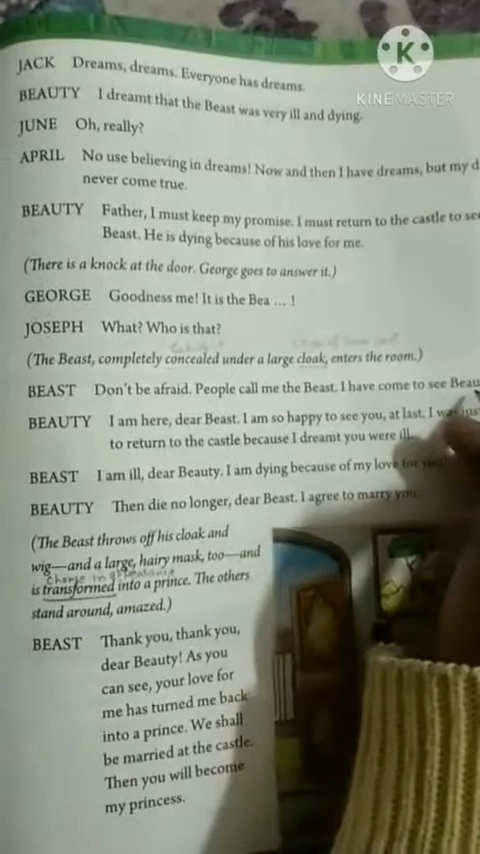 K
KINEMASTER
JACK Dreams, dreams. Everyone has dreams.
BEAUTY I dreamt that the Beast was very ill and dying.
JUNE Oh, really?
APRIL No use believing in dreams! Now and then I have dreams, but my d
never come true.
BEAUTY Father, I must keep my promise. I must return to the castle to see
Beast. He is dying because of his love for me.
(There is a knock at the door. George goes to answer it.)
GEORGE Goodness me! It is the Bea ... !
JOSEPH What? Who is that?
(The Beast, completely concealed under a large cloak, enters the room.)
BEAST Don't be afraid. People call me the Beast. I have come to see Beau
BEAUTY I am here, dear Beast. I am so happy to see you, at last. I was just
to return to the castle because I dreamt you were ill.
BEAST I am ill, dear Beauty. I am dying because of my love for
BEAUTY Then die no longer, dear Beast. I agree to marry you.
(The Beast throws off his cloak and
wig—and a large, hairy mask, too—and
Change in
is transformed into a prince. The others
stand around, amazed.)
BEAST Thank you, thank you,
dear Beauty! As you
can see, your love for
me has turned me back
into a prince. We shall
be married at the castle.
Then you will become
my princess.